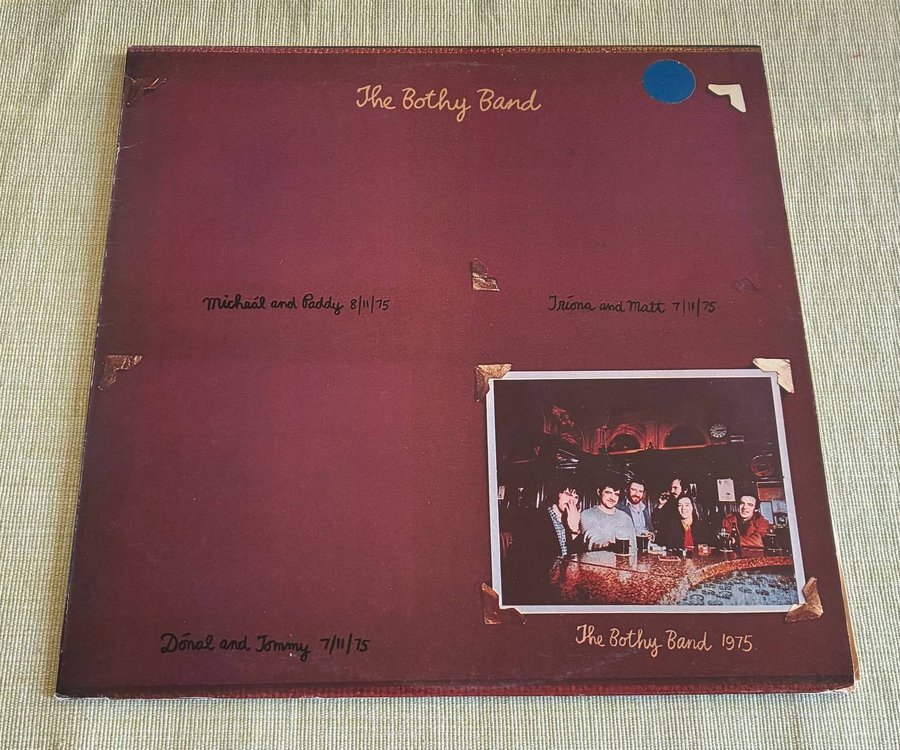 The Bothy Band
Micheál and Paddy 8/11/75
Tríona and Matt 7/11/75
Dónal and Tommy 7/11/75
The Bothy Band 1975